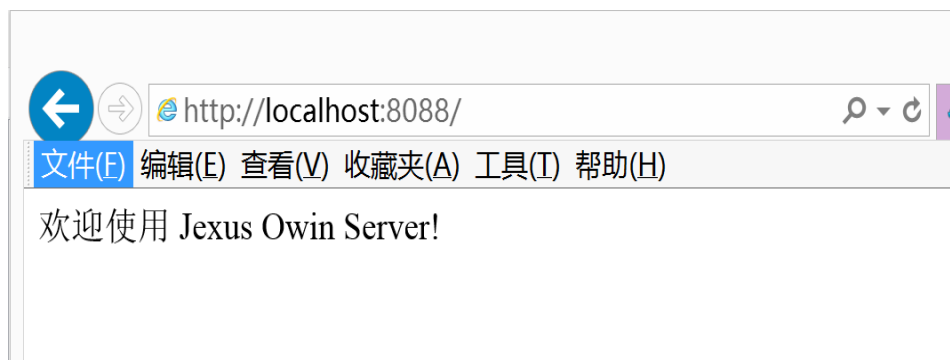 http://localhost:8088/
文件(F) 编辑(E) 查看(V) 收藏夹(A) 工具(T) 帮助(H)
欢迎使用 Jexus Owin Server!